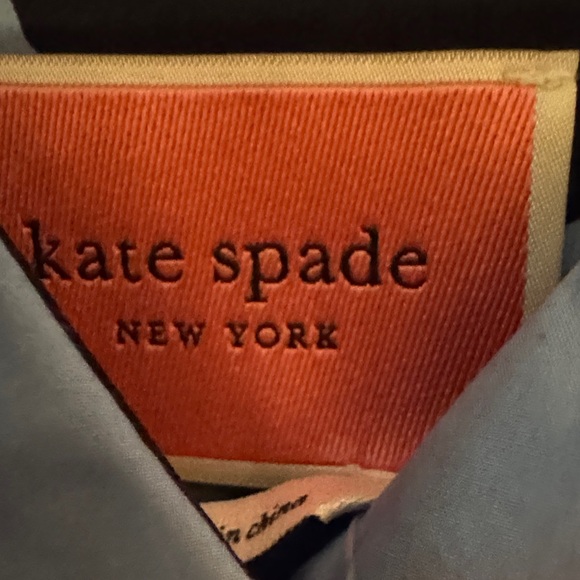 kate spade
NEW YORK
in china